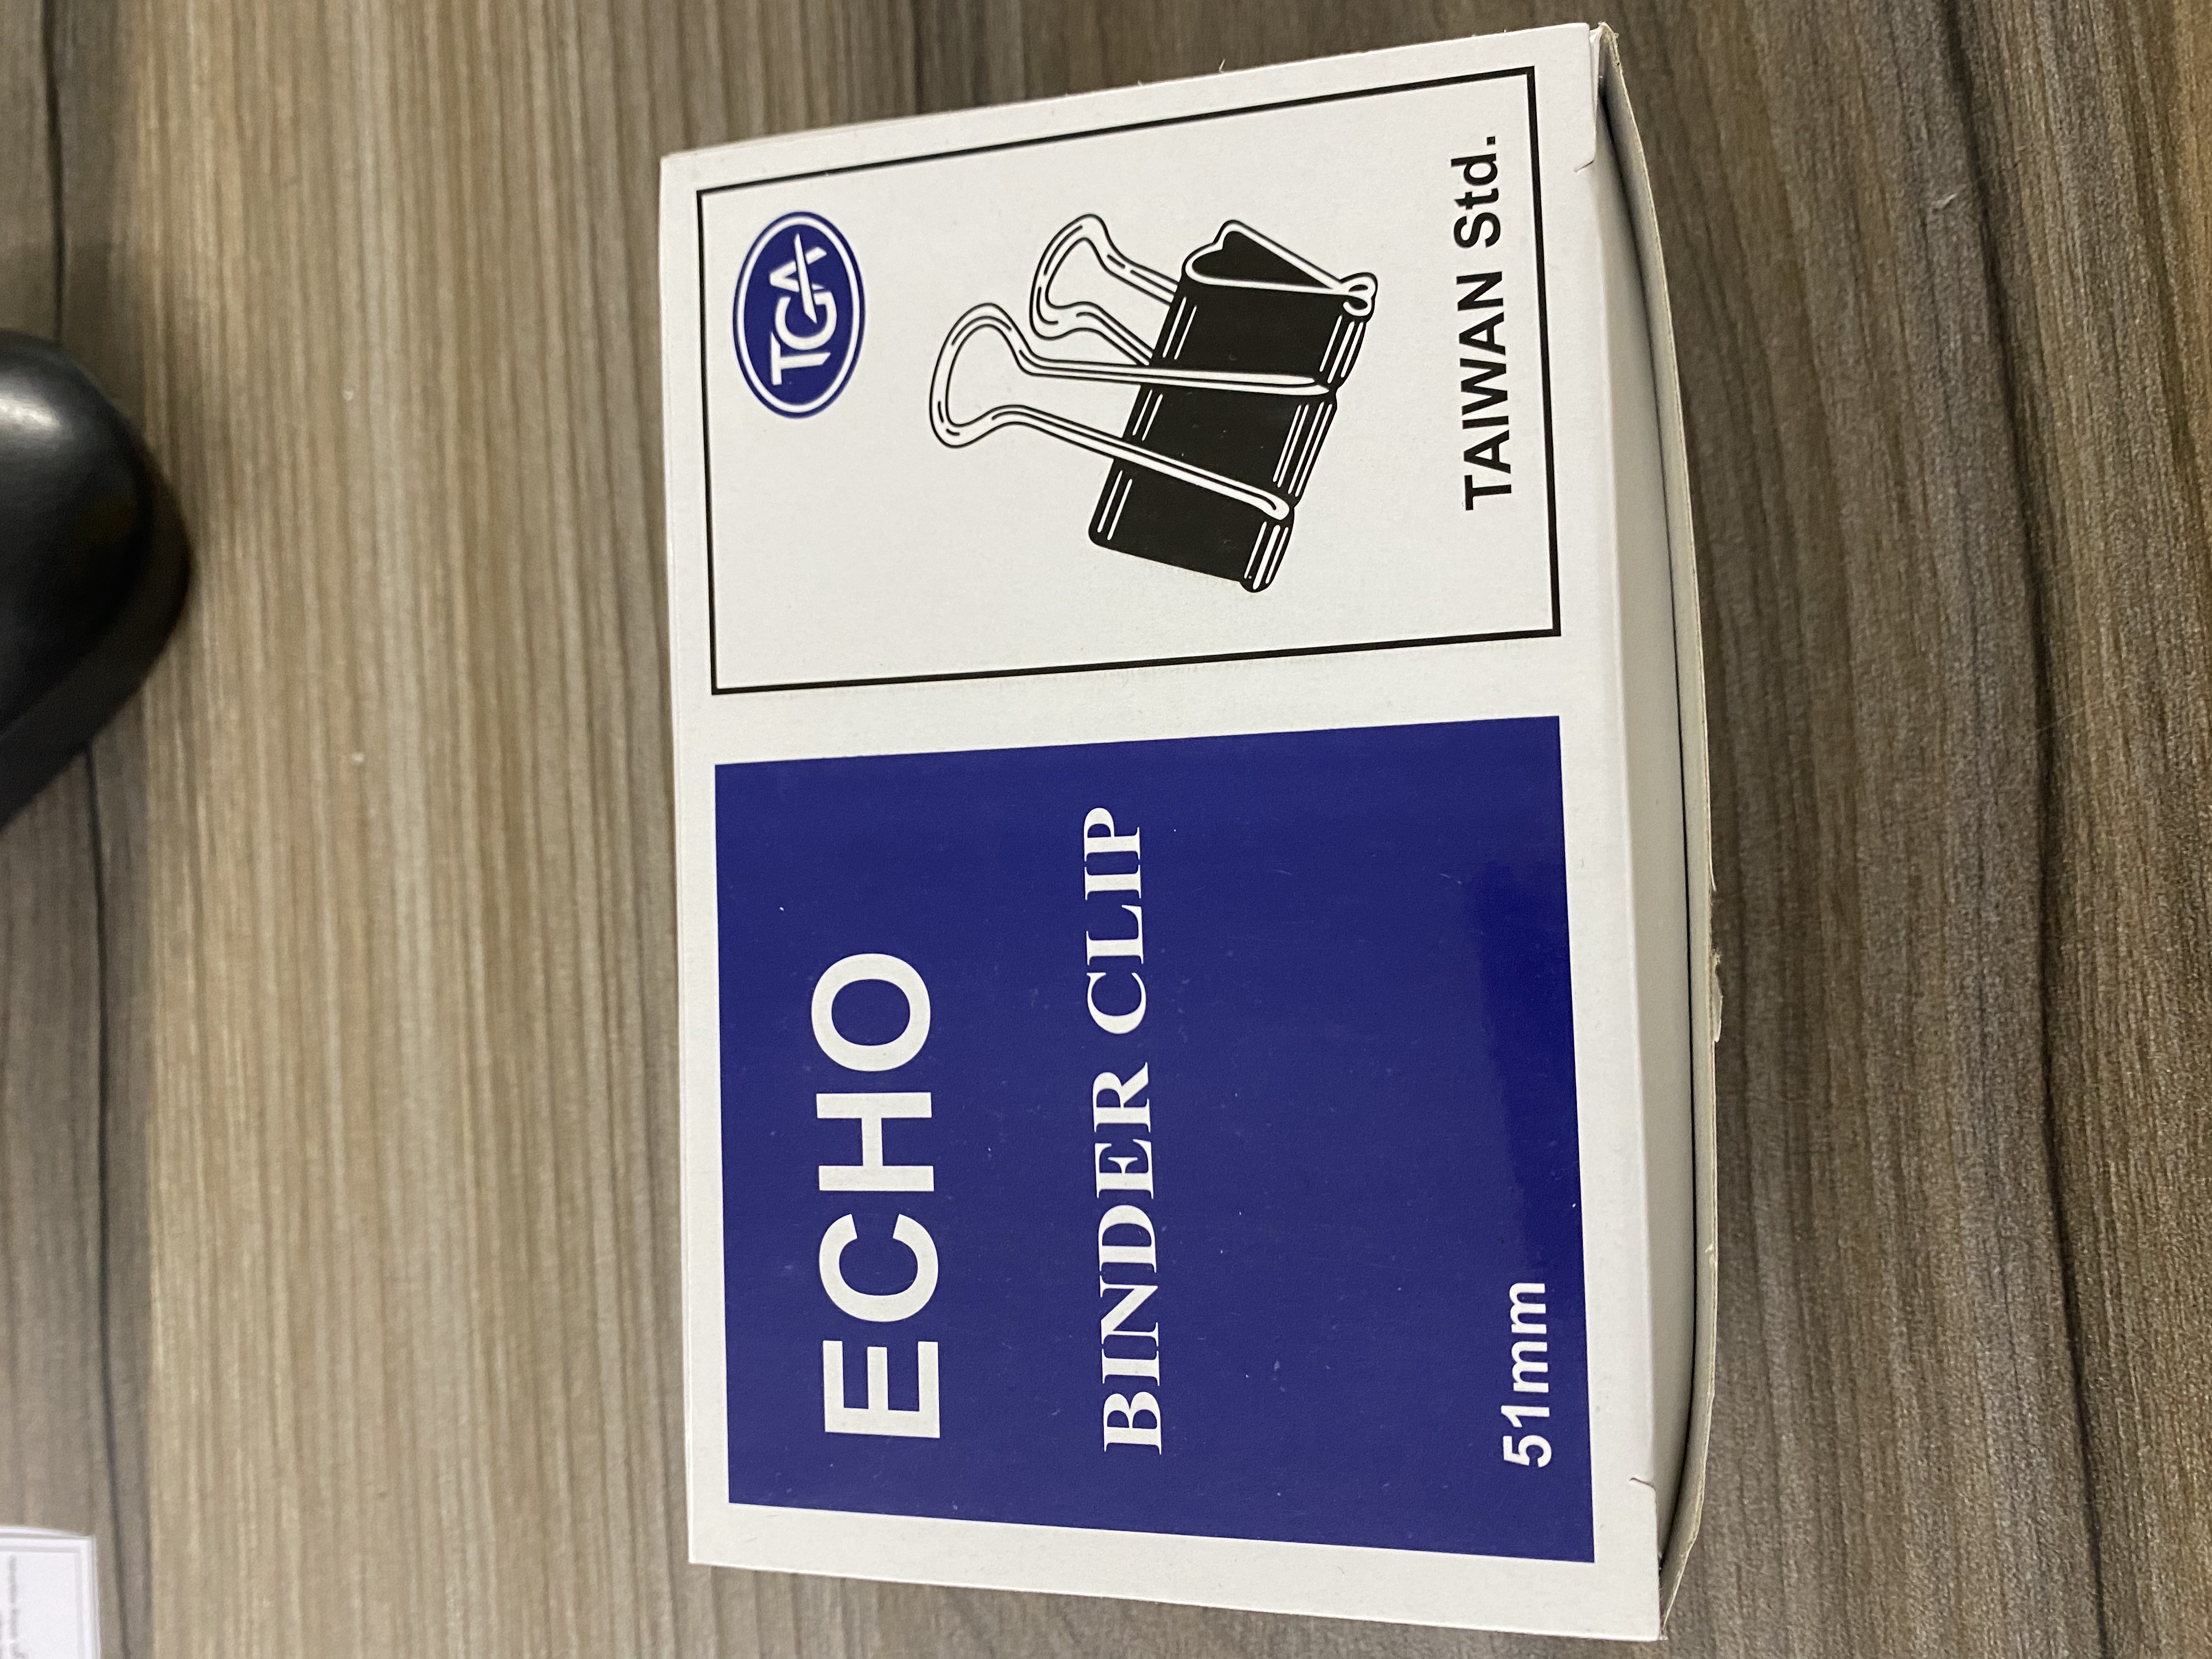 ECHO
BINDER CLIP
51mm
TGA
TAIWAN Std.